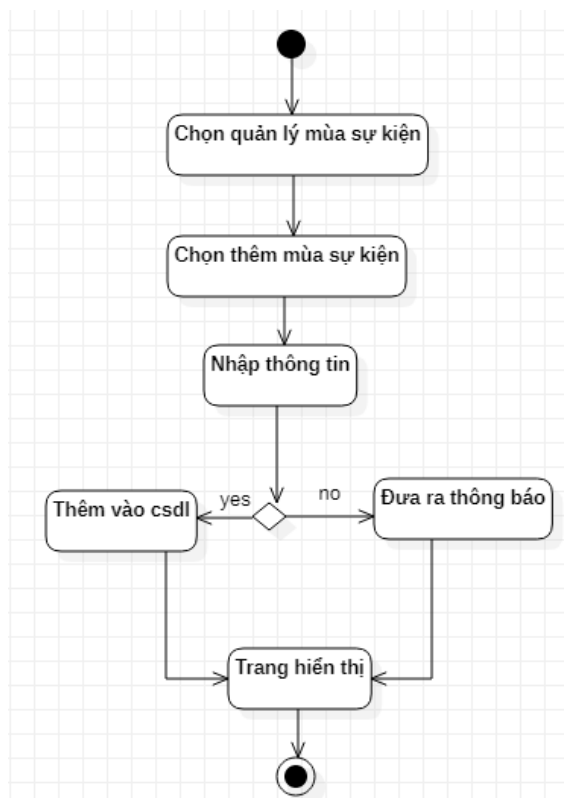 Chọn quản lý mùa sự kiện
Chọn thêm mùa sự kiện
Nhập thông tin
yes
no
Thêm vào csdl
Đưa ra thông báo
Trang hiển thị